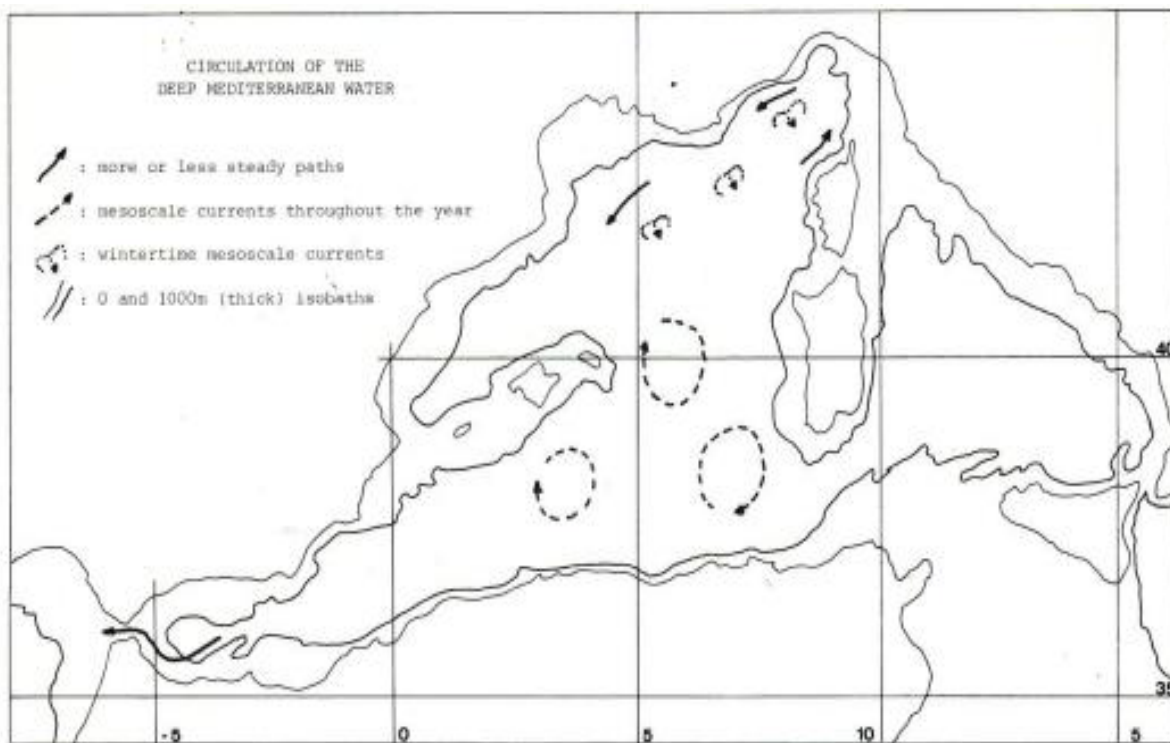 CIRCULATION OF THE
DEEP MEDITERRANEAN WATER
: more or less steady paths
: mesoscale currents throughout the year
: wintertime mesoscale currents
: 0 and 1000m (thick) isobaths
40
35
-5 0 5 10 5